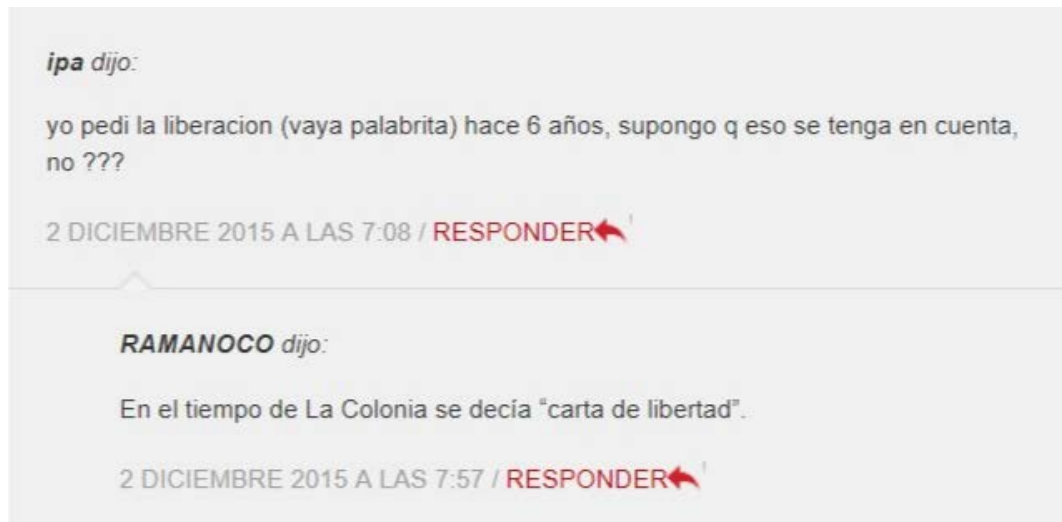 ipa dijo:
yo pedi la liberacion (vaya palabrita) hace 6 años, supongo q eso se tenga en cuenta,
no ???
2 DICIEMBRE 2015 A LAS 7:08 / RESPONDER
RAMANOCO dijo:
En el tiempo de La Colonia se decía “carta de libertad”.
2 DICIEMBRE 2015 A LAS 7:57 / RESPONDER